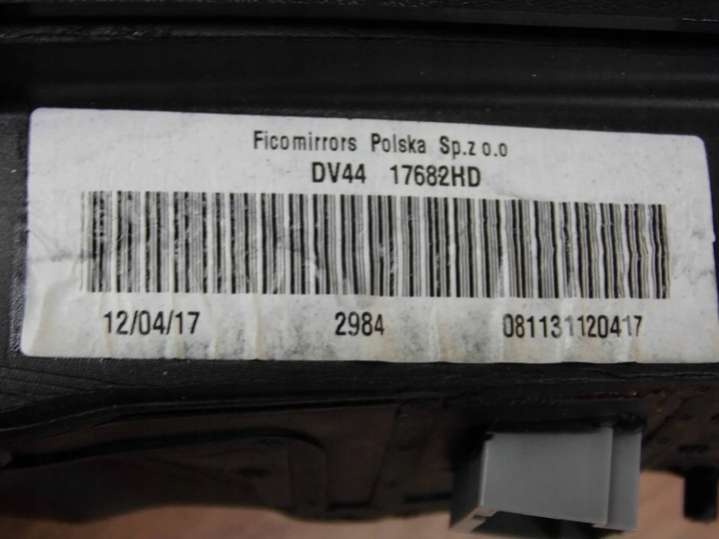 Ficomirrors Polska Sp.z o.o
DV44 17682HD
12/04/17 2984 081131120417